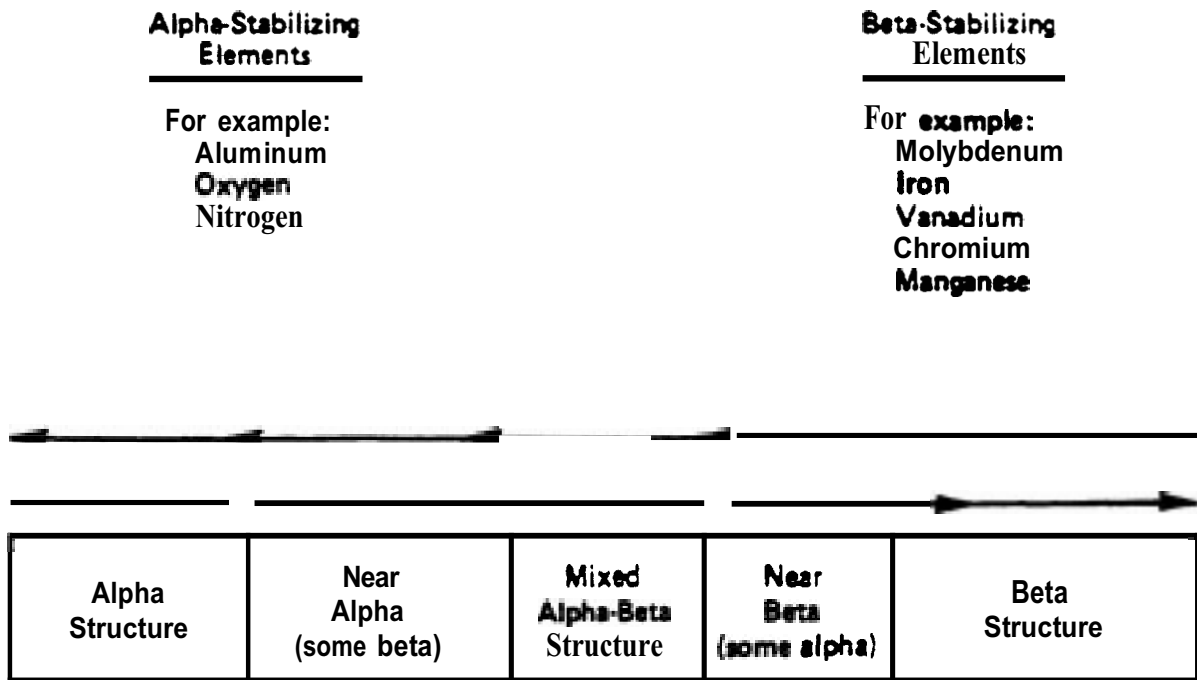 Alpha-Stabilizing
Elements
For example:
Aluminum
Oxygen
Nitrogen
Beta-Stabilizing
Elements
For example:
Molybdenum
Iron
Vanadium
Chromium
Manganese
Alpha
Structure
Near
Alpha
(some beta)
Mixed
Alpha-Beta
Structure
Near
Beta
(some alpha)
Beta
Structure